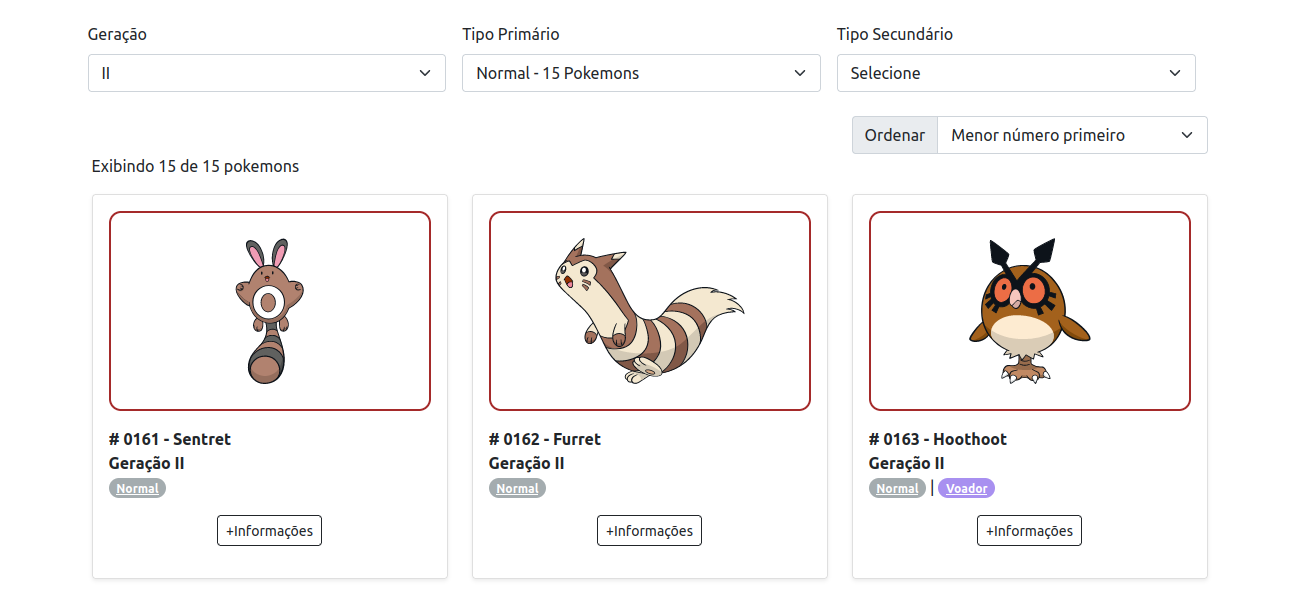 Geração
Tipo Primário
Tipo Secundário
II
Normal - 15 Pokemons
Selecione
Ordenar
Menor número primeiro
Exibindo 15 de 15 pokemons
# 0161 - Sentret
Geração II
Normal
+Informações
# 0162 - Furret
Geração II
Normal
+Informações
# 0163 - Hoothoot
Geração II
Normal | Voador
+Informações